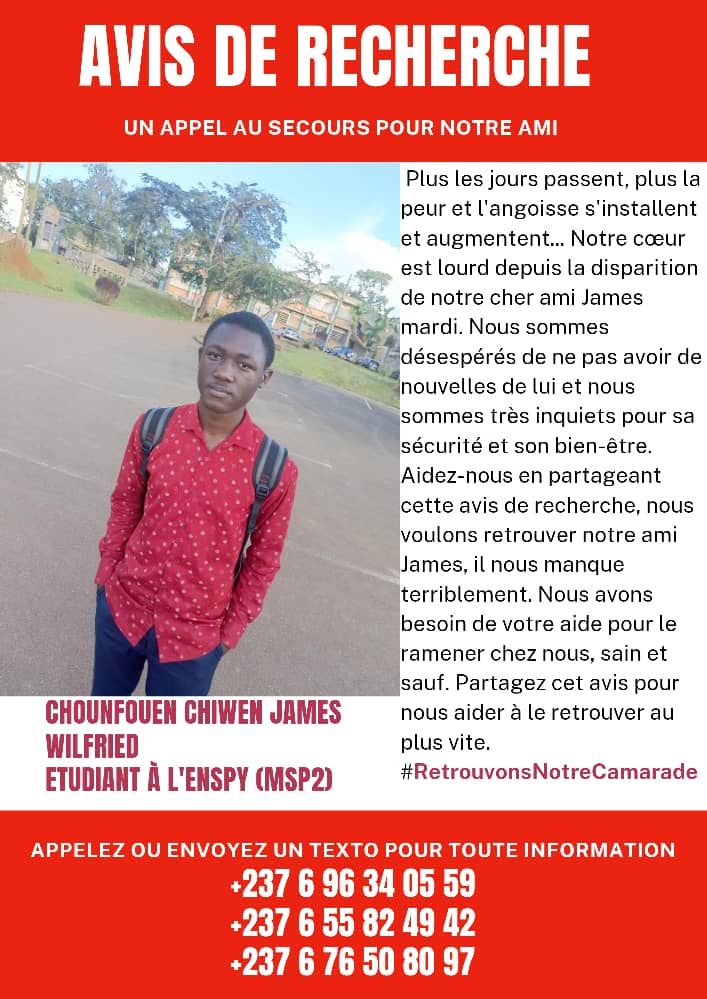 AVIS DE RECHERCHE
UN APPEL AU SECOURS POUR NOTRE AMI
Plus les jours passent, plus la
peur et l'angoisse s'installent
et augmentent... Notre cœur
est lourd depuis la disparition
de notre cher ami James
mardi. Nous sommes
désespérés de ne pas avoir de
nouvelles de lui et nous
sommes très inquiets pour sa
sécurité et son bien-être.
Aidez-nous en partageant
cette avis de recherche, nous
voulons retrouver notre ami
James, il nous manque
terriblement. Nous avons
besoin de votre aide pour le
ramener chez nous, sain et
sauf. Partagez cet avis pour
nous aider à le retrouver au
plus vite.
#RetrouvonsNotreCamarade
CHOUNFOUEN CHIWEN JAMES
WILFRIED
ETUDIANT À L'ENSPY (MSP2)
APPELEZ OU ENVOYEZ UN TEXTO POUR TOUTE INFORMATION
+237 6 96 34 05 59
+237 6 55 82 49 42
+237 6 76 50 80 97